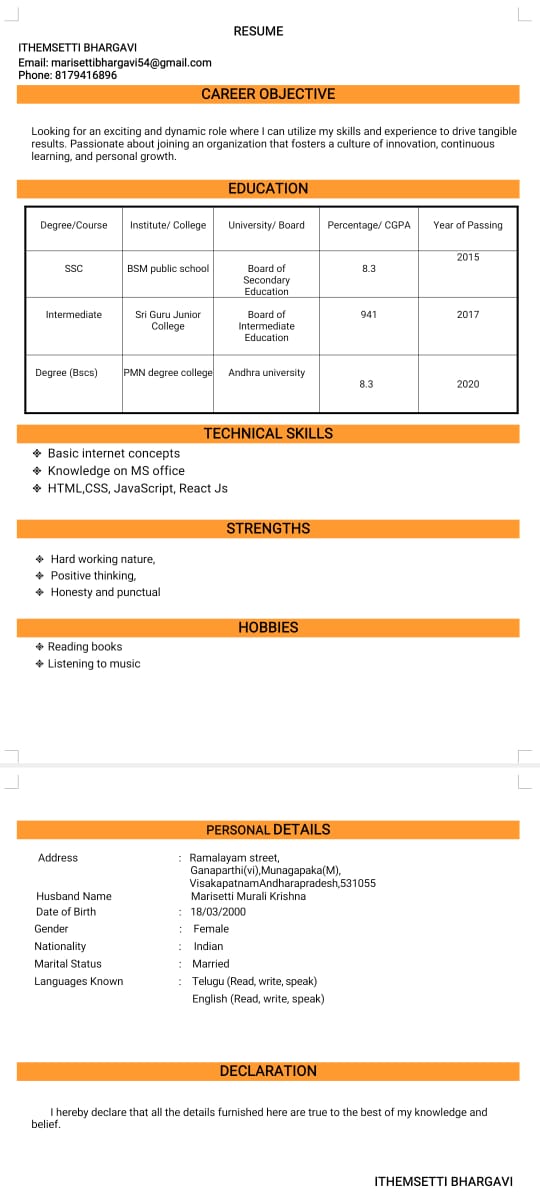 RESUME
ITHEMSETTI BHARGAVI
Email: marisettibhargavi54@gmail.com
Phone: 8179416896
CAREER OBJECTIVE
Looking for an exciting and dynamic role where I can utilize my skills and experience to drive tangible
results. Passionate about joining an organization that fosters a culture of innovation, continuous
learning, and personal growth.
EDUCATION
Degree/Course Institute/ College University/ Board Percentage/ CGPA Year of Passing
SSC BSM public school Board of Secondary Education 8.3 2015
Intermediate Sri Guru Junior College Board of Intermediate Education 941 2017
Degree (Bscs) PMN degree college Andhra university 8.3 2020
TECHNICAL SKILLS
❖ Basic internet concepts
❖ Knowledge on MS office
❖ HTML,CSS, JavaScript, React Js
STRENGTHS
❖ Hard working nature,
❖ Positive thinking,
❖ Honesty and punctual
HOBBIES
❖ Reading books
❖ Listening to music
PERSONAL DETAILS
Address : Ramalayam street,
Ganaparthi(vi),Munagapaka(M),
VisakapatnamAndharapradesh,531055
Husband Name Marisetti Murali Krishna
Date of Birth : 18/03/2000
Gender : Female
Nationality : Indian
Marital Status : Married
Languages Known : Telugu (Read, write, speak)
English (Read, write, speak)
DECLARATION
I hereby declare that all the details furnished here are true to the best of my knowledge and
belief.
ITHEMSETTI BHARGAVI